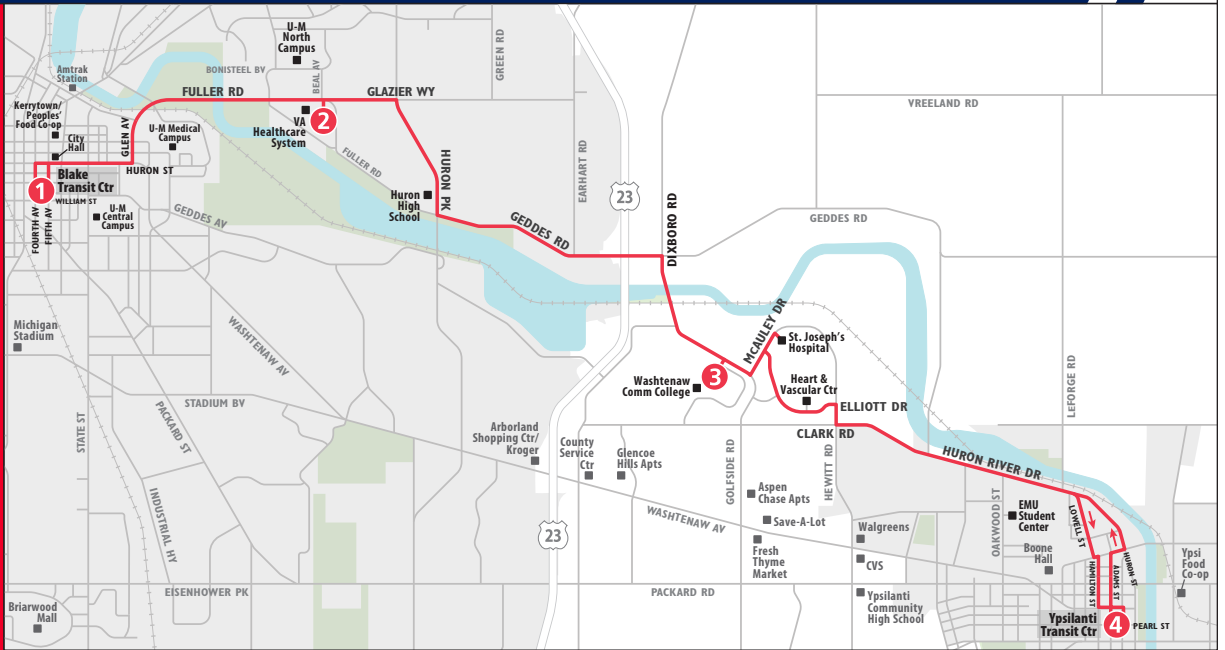 U-M
North
Campus
GREEN RD
Amtrak
Station
BONISTEEL BV
BEAL AV
FULLER RD
GLAZIER WY
VREELAND RD
Kerrytown/
Peoples'
Food Co-op
GLEN AV
U-M Medical
Campus
VA
Healthcare
System
2
City
Hall
FULLER RD
HURON PK
EARHART RD
HURON ST
1
Blake
Transit Ctr
WILLIAM ST
Huron
High
School
23
DIXBORO RD
FOURTH AV
FIFTH AV
U-M
Central
Campus
GEDDES AV
GEDDES RD
GEDDES RD
Michigan
Stadium
WASHTENAW AV
MCAULEY DR
St. Joseph's
Hospital
3
Washtenaw
Comm College
Heart &
Vascular Ctr
LEFORGE RD
STADIUM BV
ELLIOTT DR
STATE ST
PACKARD ST
CLARK RD
Arborland
Shopping Ctr/
Kroger
County
Service
Ctr
Glencoe
Hills Apts
GOLFSIDE RD
HEWITT RD
HURON RIVER DR
INDUSTRIAL HY
Aspen
Chase Apts
Save-A-Lot
WASHTENAW AV
OAKWOOD ST
EMU
Student
Center
LOWELL ST
23
Fresh
Thyme
Market
Walgreens
CVS
Boone
Hall
HURON ST
Ypsi
Food
Co-op
HAMILTON ST
ADAMS ST
EISENHOWER PK
PACKARD RD
Ypsilanti
Community
High School
Briarwood
Mall
Ypsilanti
Transit Ctr
4
PEARL ST